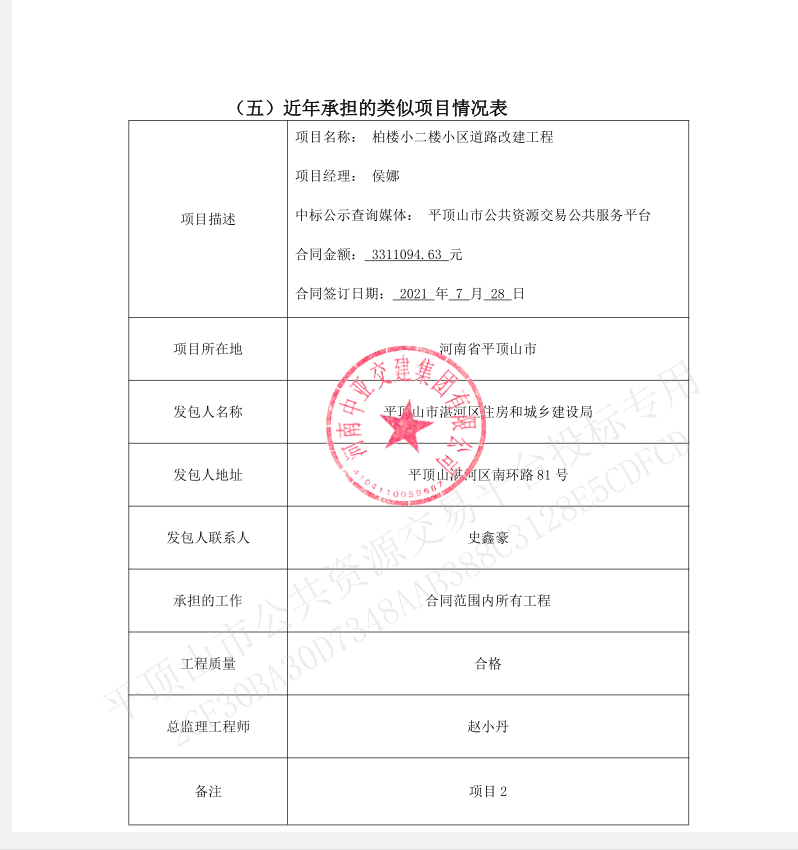 （五）近年承担的类似项目情况表
项目描述
项目名称： 柏楼小二楼小区道路改建工程
项目经理： 侯娜
中标公示查询媒体： 平顶山市公共资源交易公共服务平台
合同金额： 3311094.63 元
合同签订日期： 2021 年 7 月 28 日
项目所在地 河南省平顶山市
发包人名称 平顶山市湛河区住房和城乡建设局
发包人地址 平顶山湛河区南环路 81 号
发包人联系人 史鑫豪
承担的工作 合同范围内所有工程
工程质量 合格
总监理工程师 赵小丹
备注 项目 2
河南中亚交建集团有限公司
4104110059687
平顶山市公共资源交易平台投标专用
2CF30BA30D7348AAB388C3128E5CDFCD